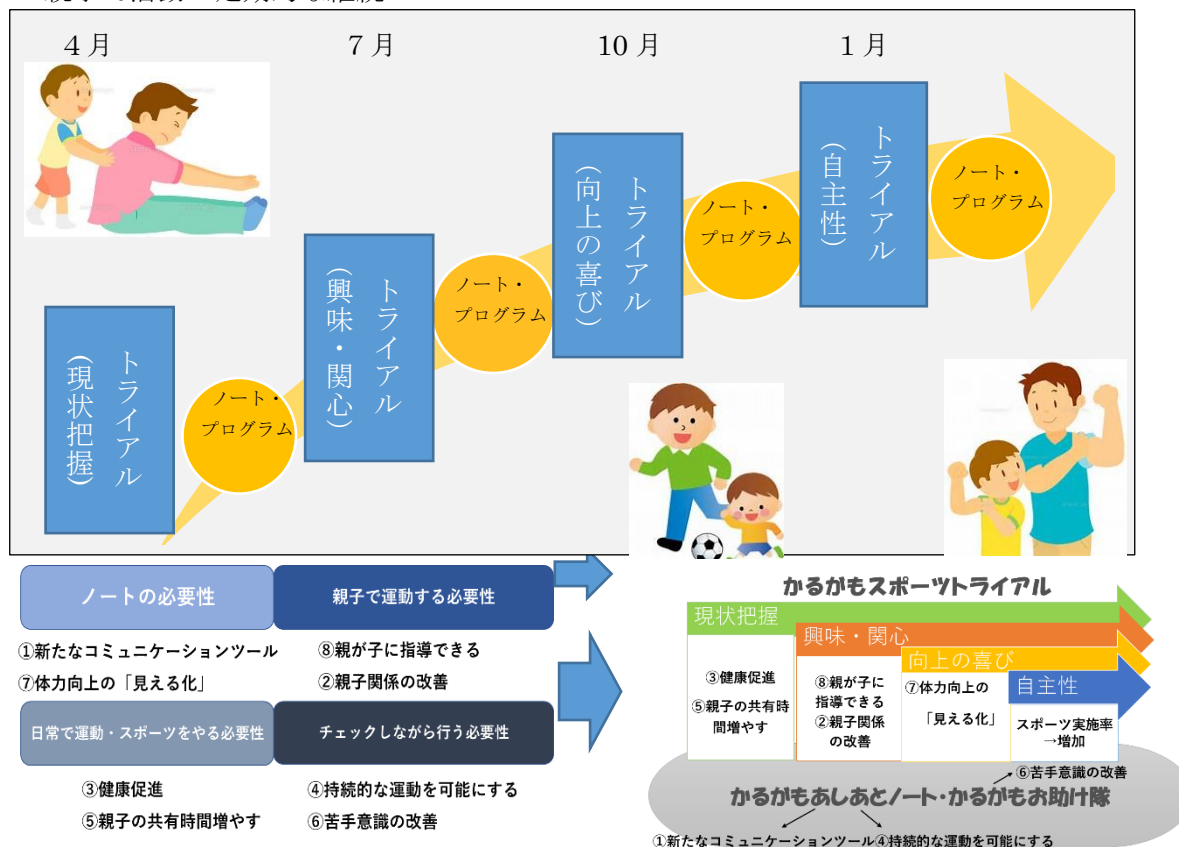 4月
7月
10月
1月
トライアル
(現状把握)
ノート・
プログラム
トライアル
(興味・関心)
ノート・
プログラム
トライアル
(向上の喜び)
ノート・
プログラム
トライアル
(自主性)
ノート・
プログラム
ノートの必要性
①新たなコミュニケーションツール
⑦体力向上の「見える化」
親子で運動する必要性
⑧親が子に指導できる
②親子関係の改善
日常で運動・スポーツをやる必要性
③健康促進
⑤親子の共有時間増やす
チェックしながら行う必要性
④持続的な運動を可能にする
⑥苦手意識の改善
かるがもスポーツトライアル
現状把握
③健康促進
⑤親子の共有時
間増やす
興味・関心
⑧親が子に
指導できる
②親子関係
の改善
向上の喜び
⑦体力向上の
「見える化」
自主性
スポーツ実施率
→増加
⑥苦手意識の改善
かるがもあしあとノート・かるがもお助け隊
①新たなコミュニケーションツール④持続的な運動を可能にする